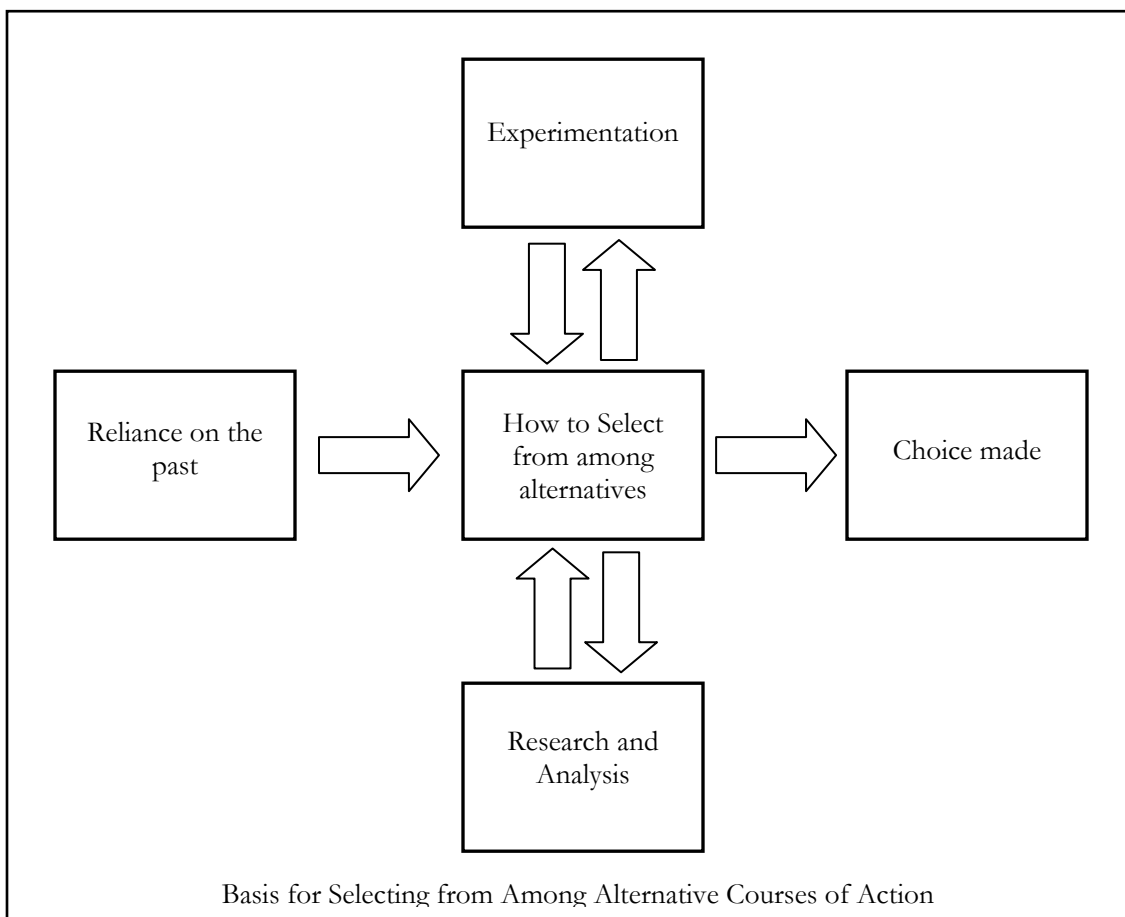 Experimentation
Reliance on the
past
How to Select
from among
alternatives
Choice made
Research and
Analysis
Basis for Selecting from Among Alternative Courses of Action